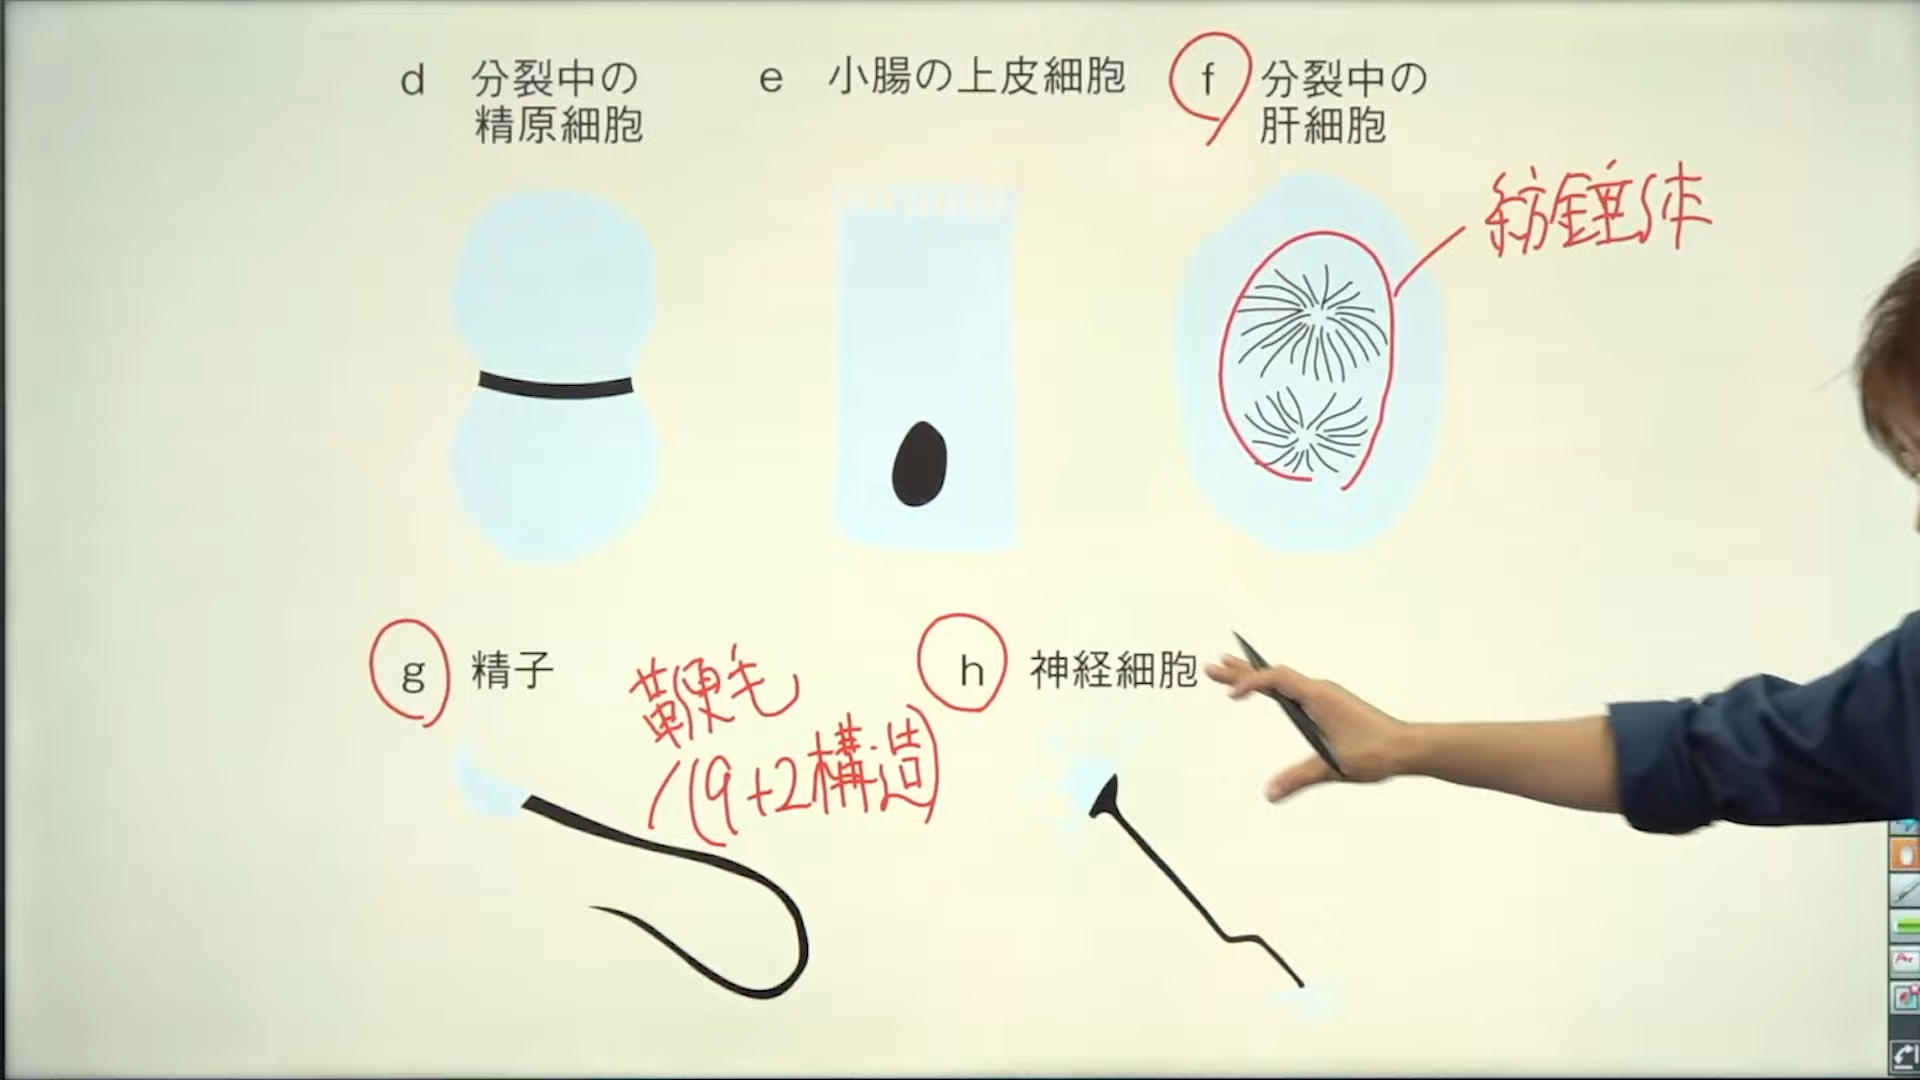 d 分裂中の
精原細胞
e 小腸の上皮細胞
f 分裂中の
肝細胞
紡錘体
g 精子
鞭毛
(9+2構造)
h 神経細胞